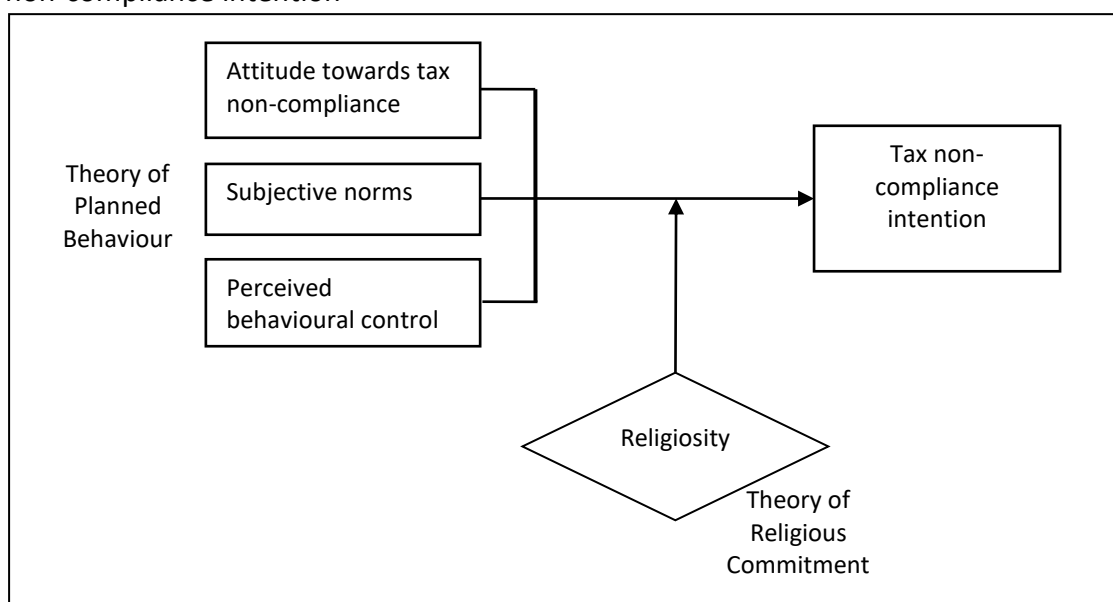 non-compliance intention
Attitude towards tax
non-compliance
Theory of
Planned
Behaviour
Subjective norms
Perceived
behavioural control
Tax non-
compliance
intention
Religiosity
Theory of
Religious
Commitment